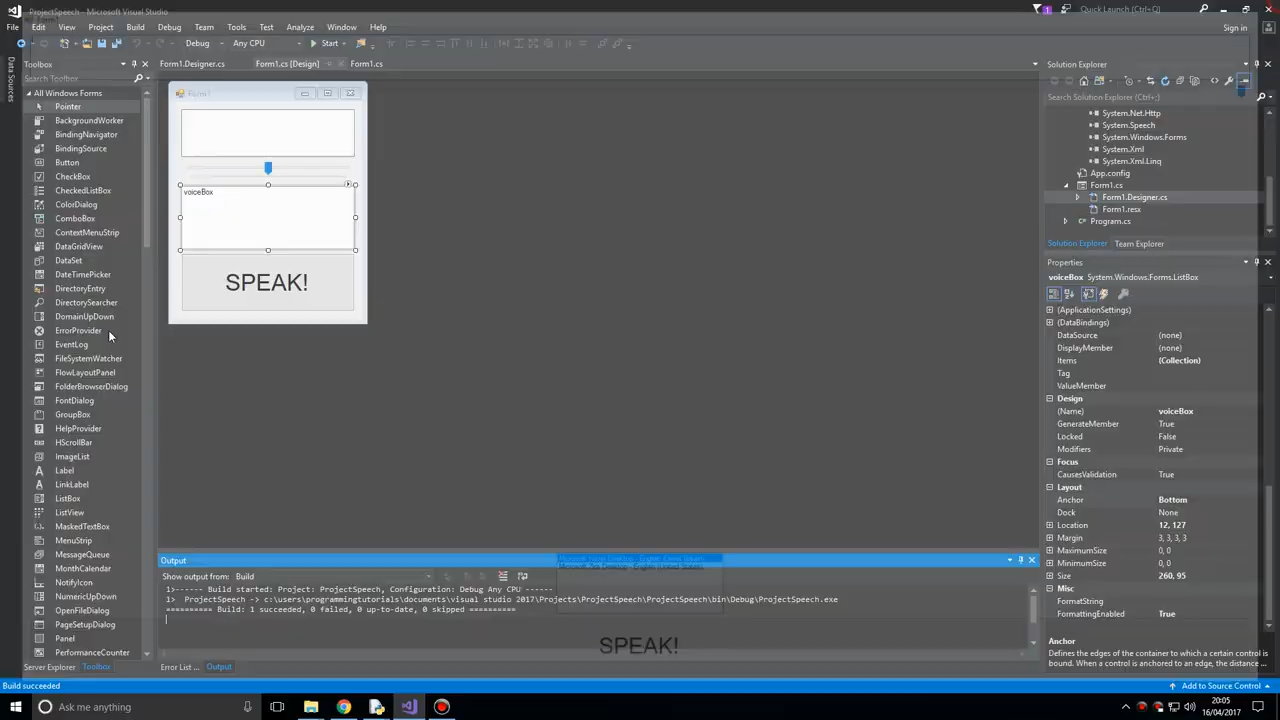 ProjectSpeech - Microsoft Visual Studio
1
Quick Launch (Ctrl+;)
File Edit View Project Build Debug Team Tools Test Analyze Window Help
Sign in
Debug Any CPU Start
Data Sources
Toolbox
Search Toolbox
All Windows Forms
Pointer
BackgroundWorker
BindingNavigator
BindingSource
Button
CheckBox
CheckedListBox
ColorDialog
ComboBox
ContextMenuStrip
DataGridView
DataSet
DateTimePicker
DirectoryEntry
DirectorySearcher
DomainUpDown
ErrorProvider
EventLog
FileSystemWatcher
FlowLayoutPanel
FolderBrowserDialog
FontDialog
GroupBox
HelpProvider
HScrollBar
ImageList
Label
LinkLabel
ListBox
ListView
MaskedTextBox
MenuStrip
MessageQueue
MonthCalendar
NotifyIcon
NumericUpDown
OpenFileDialog
PageSetupDialog
Panel
PerformanceCounter
Server Explorer Toolbox
Form1.Designer.cs Form1.cs [Design] Form1.cs
Form1
voiceBox
SPEAK!
Output
Show output from: Build
1>------ Build started: Project: ProjectSpeech, Configuration: Debug Any CPU ------
1> ProjectSpeech -> c:\users\programmingtutorials\documents\visual studio 2017\Projects\ProjectSpeech\ProjectSpeech\bin\Debug\ProjectSpeech.exe
========== Build: 1 succeeded, 0 failed, 0 up-to-date, 0 skipped ==========
SPEAK!
Error List ... Output
Solution Explorer
Search Solution Explorer (Ctrl+;)
System.Net.Http
System.Speech
System.Windows.Forms
System.Xml
System.Xml.Linq
App.config
Form1.cs
Form1.Designer.cs
Form1.resx
Program.cs
Solution Explorer Team Explorer
Properties
voiceBox System.Windows.Forms.ListBox
(ApplicationSettings)
(DataBindings)
DataSource (none)
DisplayMember (none)
Items (Collection)
Tag
ValueMember
Design
(Name) voiceBox
GenerateMember True
Locked False
Modifiers Private
Focus
CausesValidation True
Layout
Anchor Bottom
Dock None
Location 12, 127
Margin 3, 3, 3, 3
MaximumSize 0, 0
MinimumSize 0, 0
Size 260, 95
Misc
FormatString
FormattingEnabled True
Anchor
Defines the edges of the container to which a certain control is
bound. When a control is anchored to an edge, the distance ...
Build succeeded
Add to Source Control
Ask me anything
20:05
16/04/2017